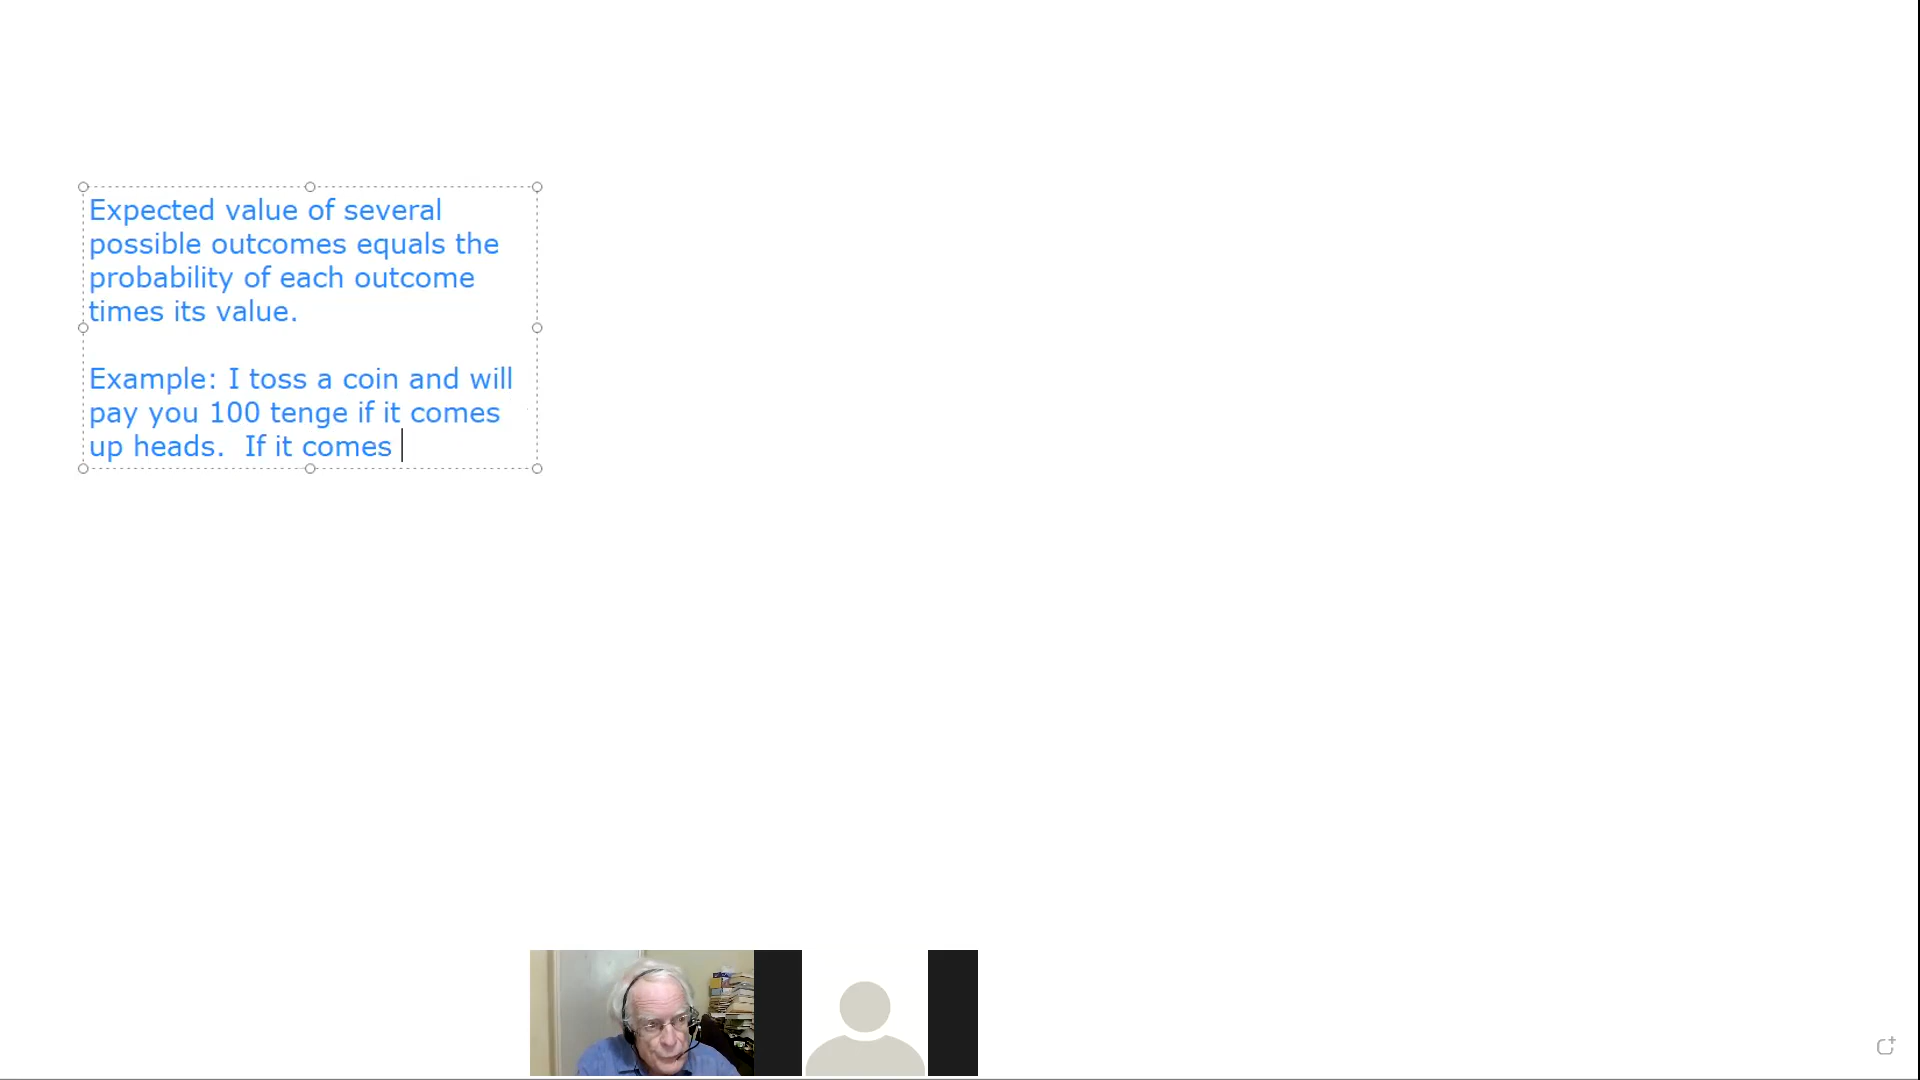 Expected value of several
possible outcomes equals the
probability of each outcome
times its value.
Example: I toss a coin and will
pay you 100 tenge if it comes
up heads.  If it comes